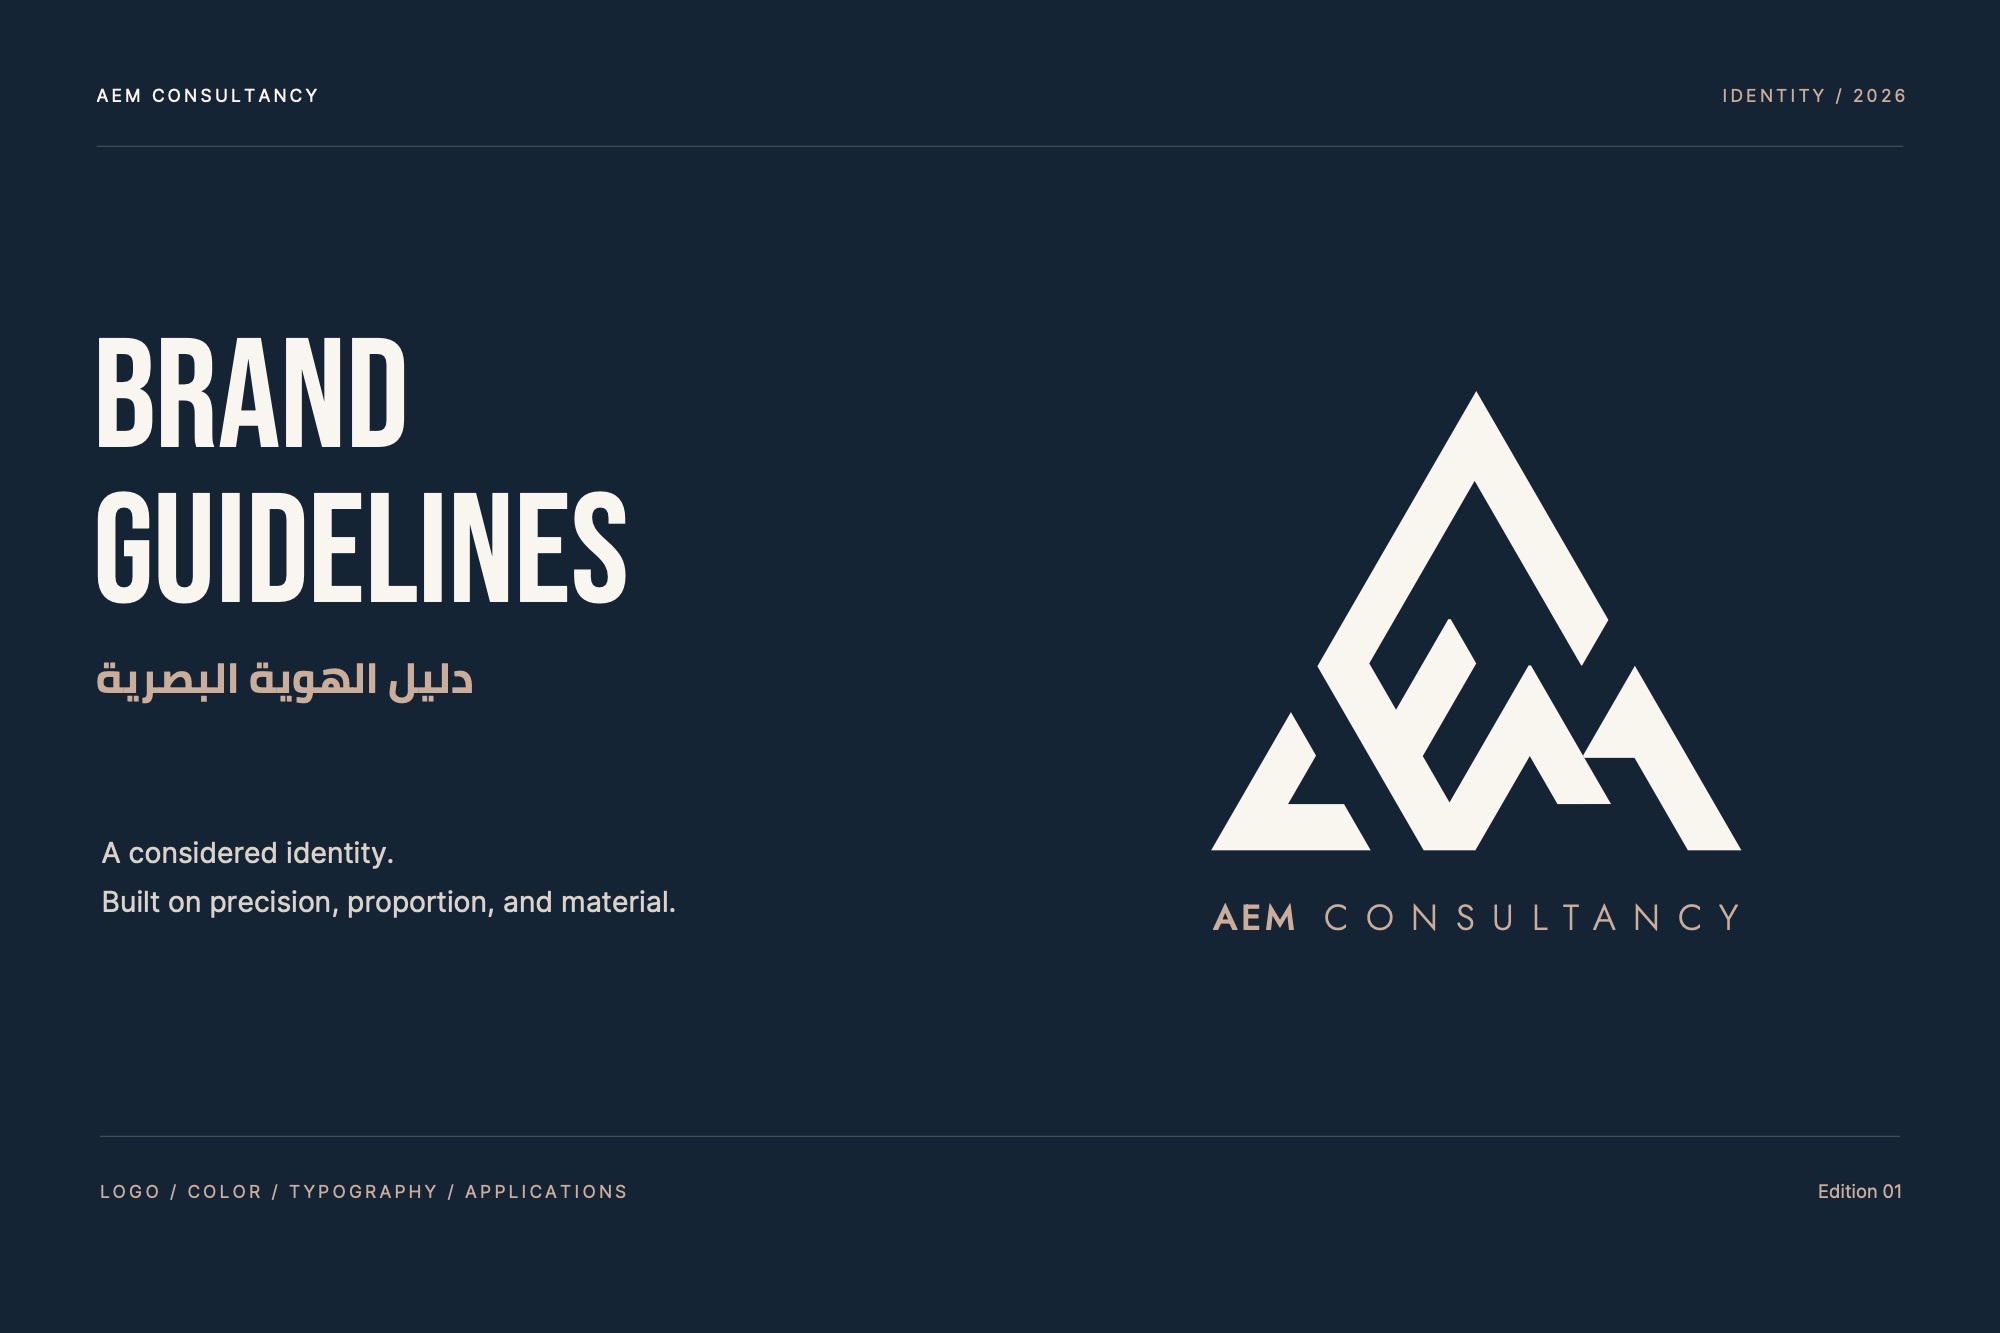 AEM CONSULTANCY
IDENTITY / 2026
BRAND
GUIDELINES
دليل الهوية البصرية
A considered identity.
Built on precision, proportion, and material.
AEM CONSULTANCY
LOGO / COLOR / TYPOGRAPHY / APPLICATIONS
Edition 01